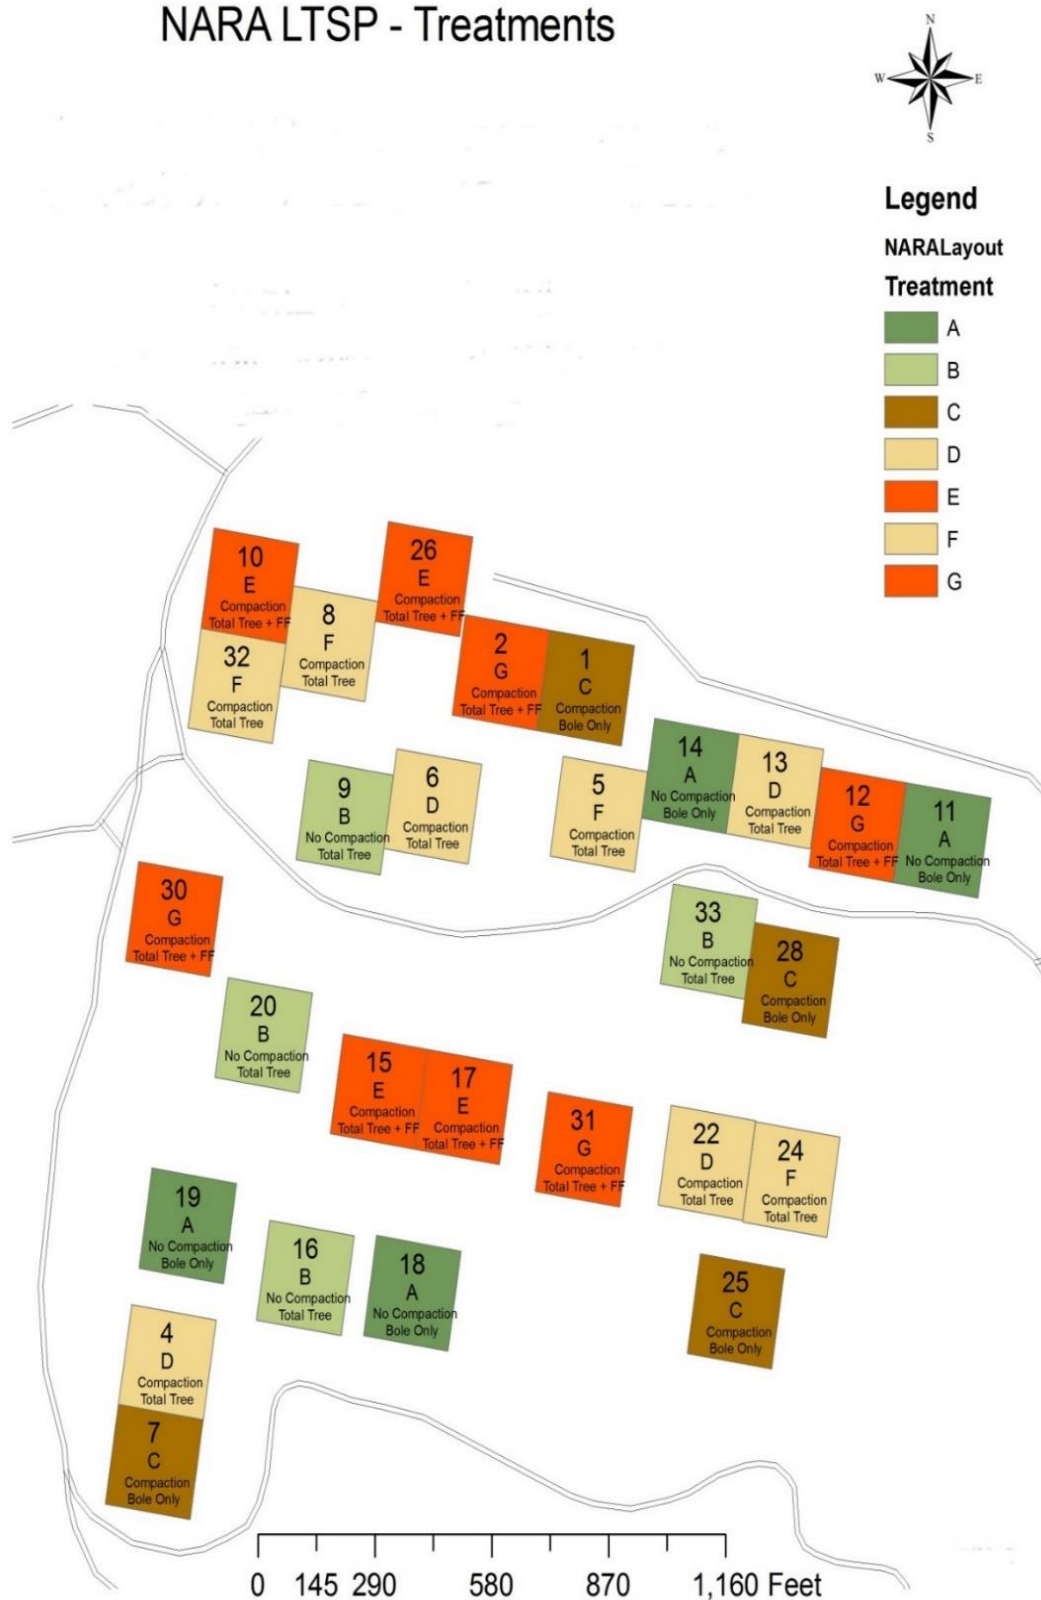 NARA LTSP - Treatments
N
W E
S
Legend
NARALayout
Treatment
A
B
C
D
E
F
G
10
E
Compaction
Total Tree + FF
26
E
Compaction
Total Tree + FF
8
F
Compaction
Total Tree
32
F
Compaction
Total Tree
2
G
Compaction
Total Tree + FF
1
C
Compaction
Bole Only
14
A
No Compaction
Bole Only
13
D
Compaction
Total Tree
12
G
Compaction
Total Tree + FF
11
A
No Compaction
Bole Only
9
B
No Compaction
Total Tree
6
D
Compaction
Total Tree
5
F
Compaction
Total Tree
30
G
Compaction
Total Tree + FF
33
B
No Compaction
Total Tree
28
C
Compaction
Bole Only
20
B
No Compaction
Total Tree
15
E
Compaction
Total Tree + FF
17
E
Compaction
Total Tree + FF
31
G
Compaction
Total Tree + FF
22
D
Compaction
Total Tree
24
F
Compaction
Total Tree
19
A
No Compaction
Bole Only
16
B
No Compaction
Total Tree
18
A
No Compaction
Bole Only
25
C
Compaction
Bole Only
4
D
Compaction
Total Tree
7
C
Compaction
Bole Only
0 145 290 580 870 1,160 Feet